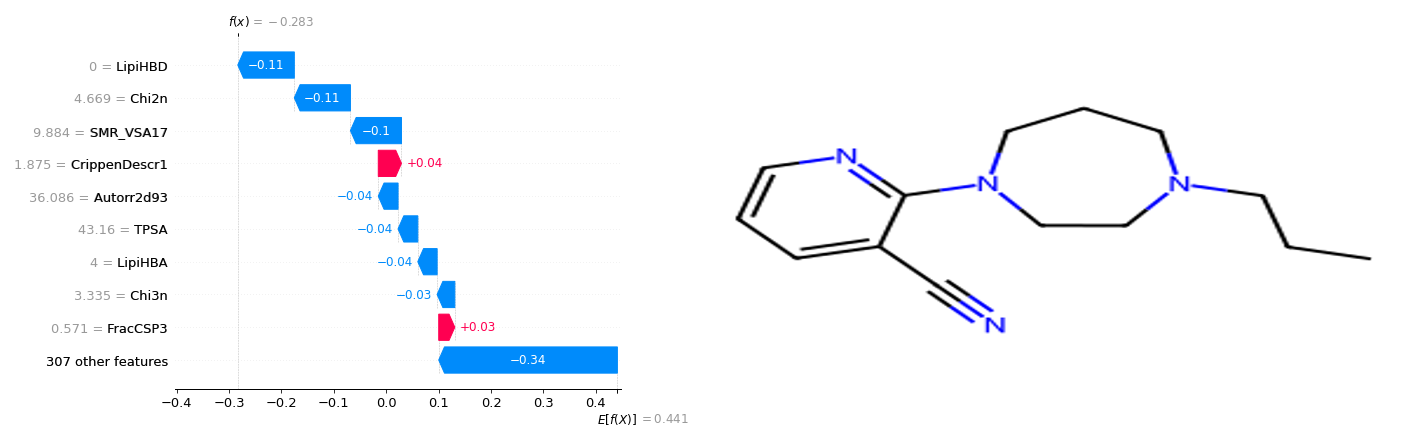 f(x) = −0.283
0 = LipiHBD
−0.11
4.669 = Chi2n
−0.11
9.884 = SMR_VSA17
−0.1
1.875 = CrippenDescr1
+0.04
36.086 = Autorr2d93
−0.04
43.16 = TPSA
−0.04
4 = LipiHBA
−0.04
3.335 = Chi3n
−0.03
0.571 = FracCSP3
+0.03
307 other features
−0.34
−0.4 −0.3 −0.2 −0.1 0.0 0.1 0.2 0.3 0.4
E[f(X)] = 0.441
N
N
N
N